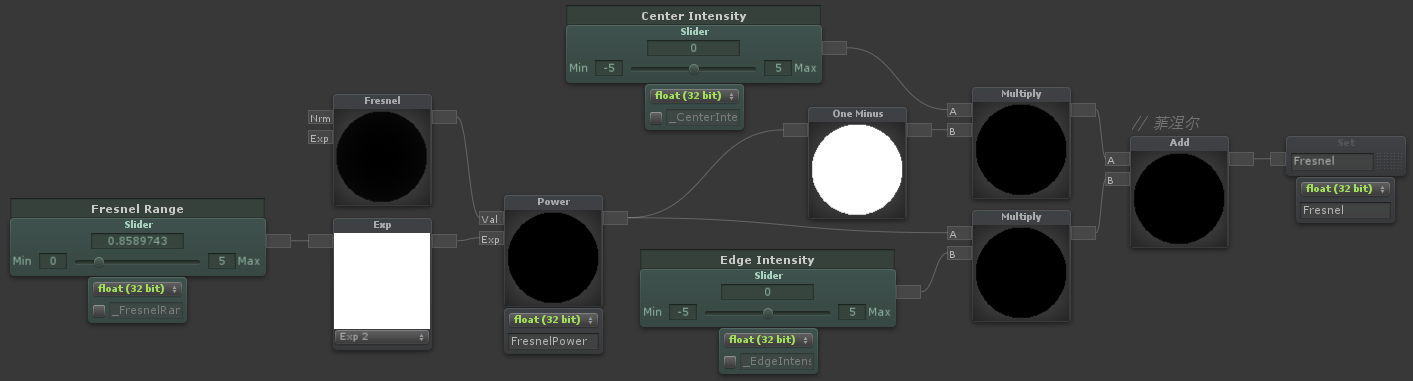 Center Intensity
Slider
0
Min -5 5 Max
float (32 bit)
_CenterInte
Fresnel
Nrm
Exp
One Minus
Multiply
A
B
// 菲涅尔
Add
A
B
Set
Fresnel
float (32 bit)
Fresnel
Fresnel Range
Slider
0.8589743
Min 0 5 Max
float (32 bit)
_FresnelRar
Exp
Exp 2
Power
Val
Exp
float (32 bit)
FresnelPower
Multiply
A
B
Edge Intensity
Slider
0
Min -5 5 Max
float (32 bit)
_EdgeIntens